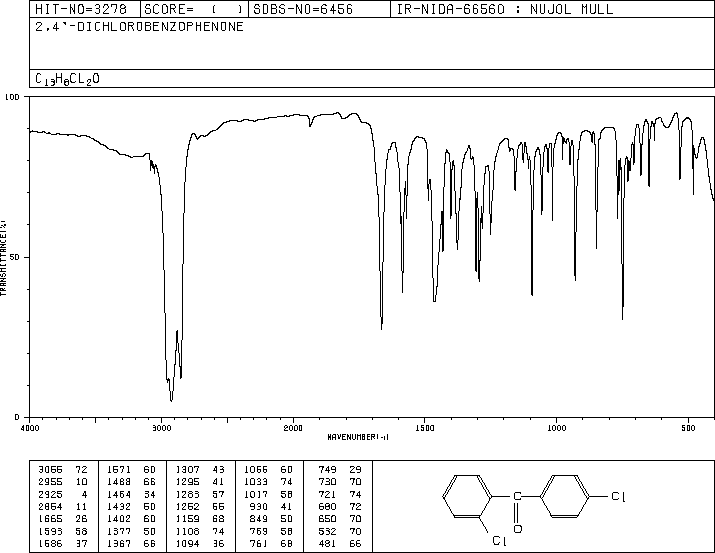 HIT-NO=3278 SCORE= ( ) SDBS-NO=6456 IR-NIDA-66560 : NUJOL MULL
2,4'-DICHLOROBENZOPHENONE
C13H8CL2O
100
50
0
TRANSMITTANCE(%)
4000 3000 2000 1500 1000 500
WAVENUMBER(-1)
3066 72 1571 60 1307 43 1056 60 749 29
2955 10 1468 66 1295 41 1033 74 730 70
2925 4 1464 34 1283 57 1017 58 721 74
2854 11 1432 50 1252 55 930 41 680 72
1665 26 1402 60 1159 68 849 50 650 70
1593 58 1377 50 1108 74 769 58 532 70
1586 37 1367 66 1094 36 761 68 481 66
C
O
Cl
Cl